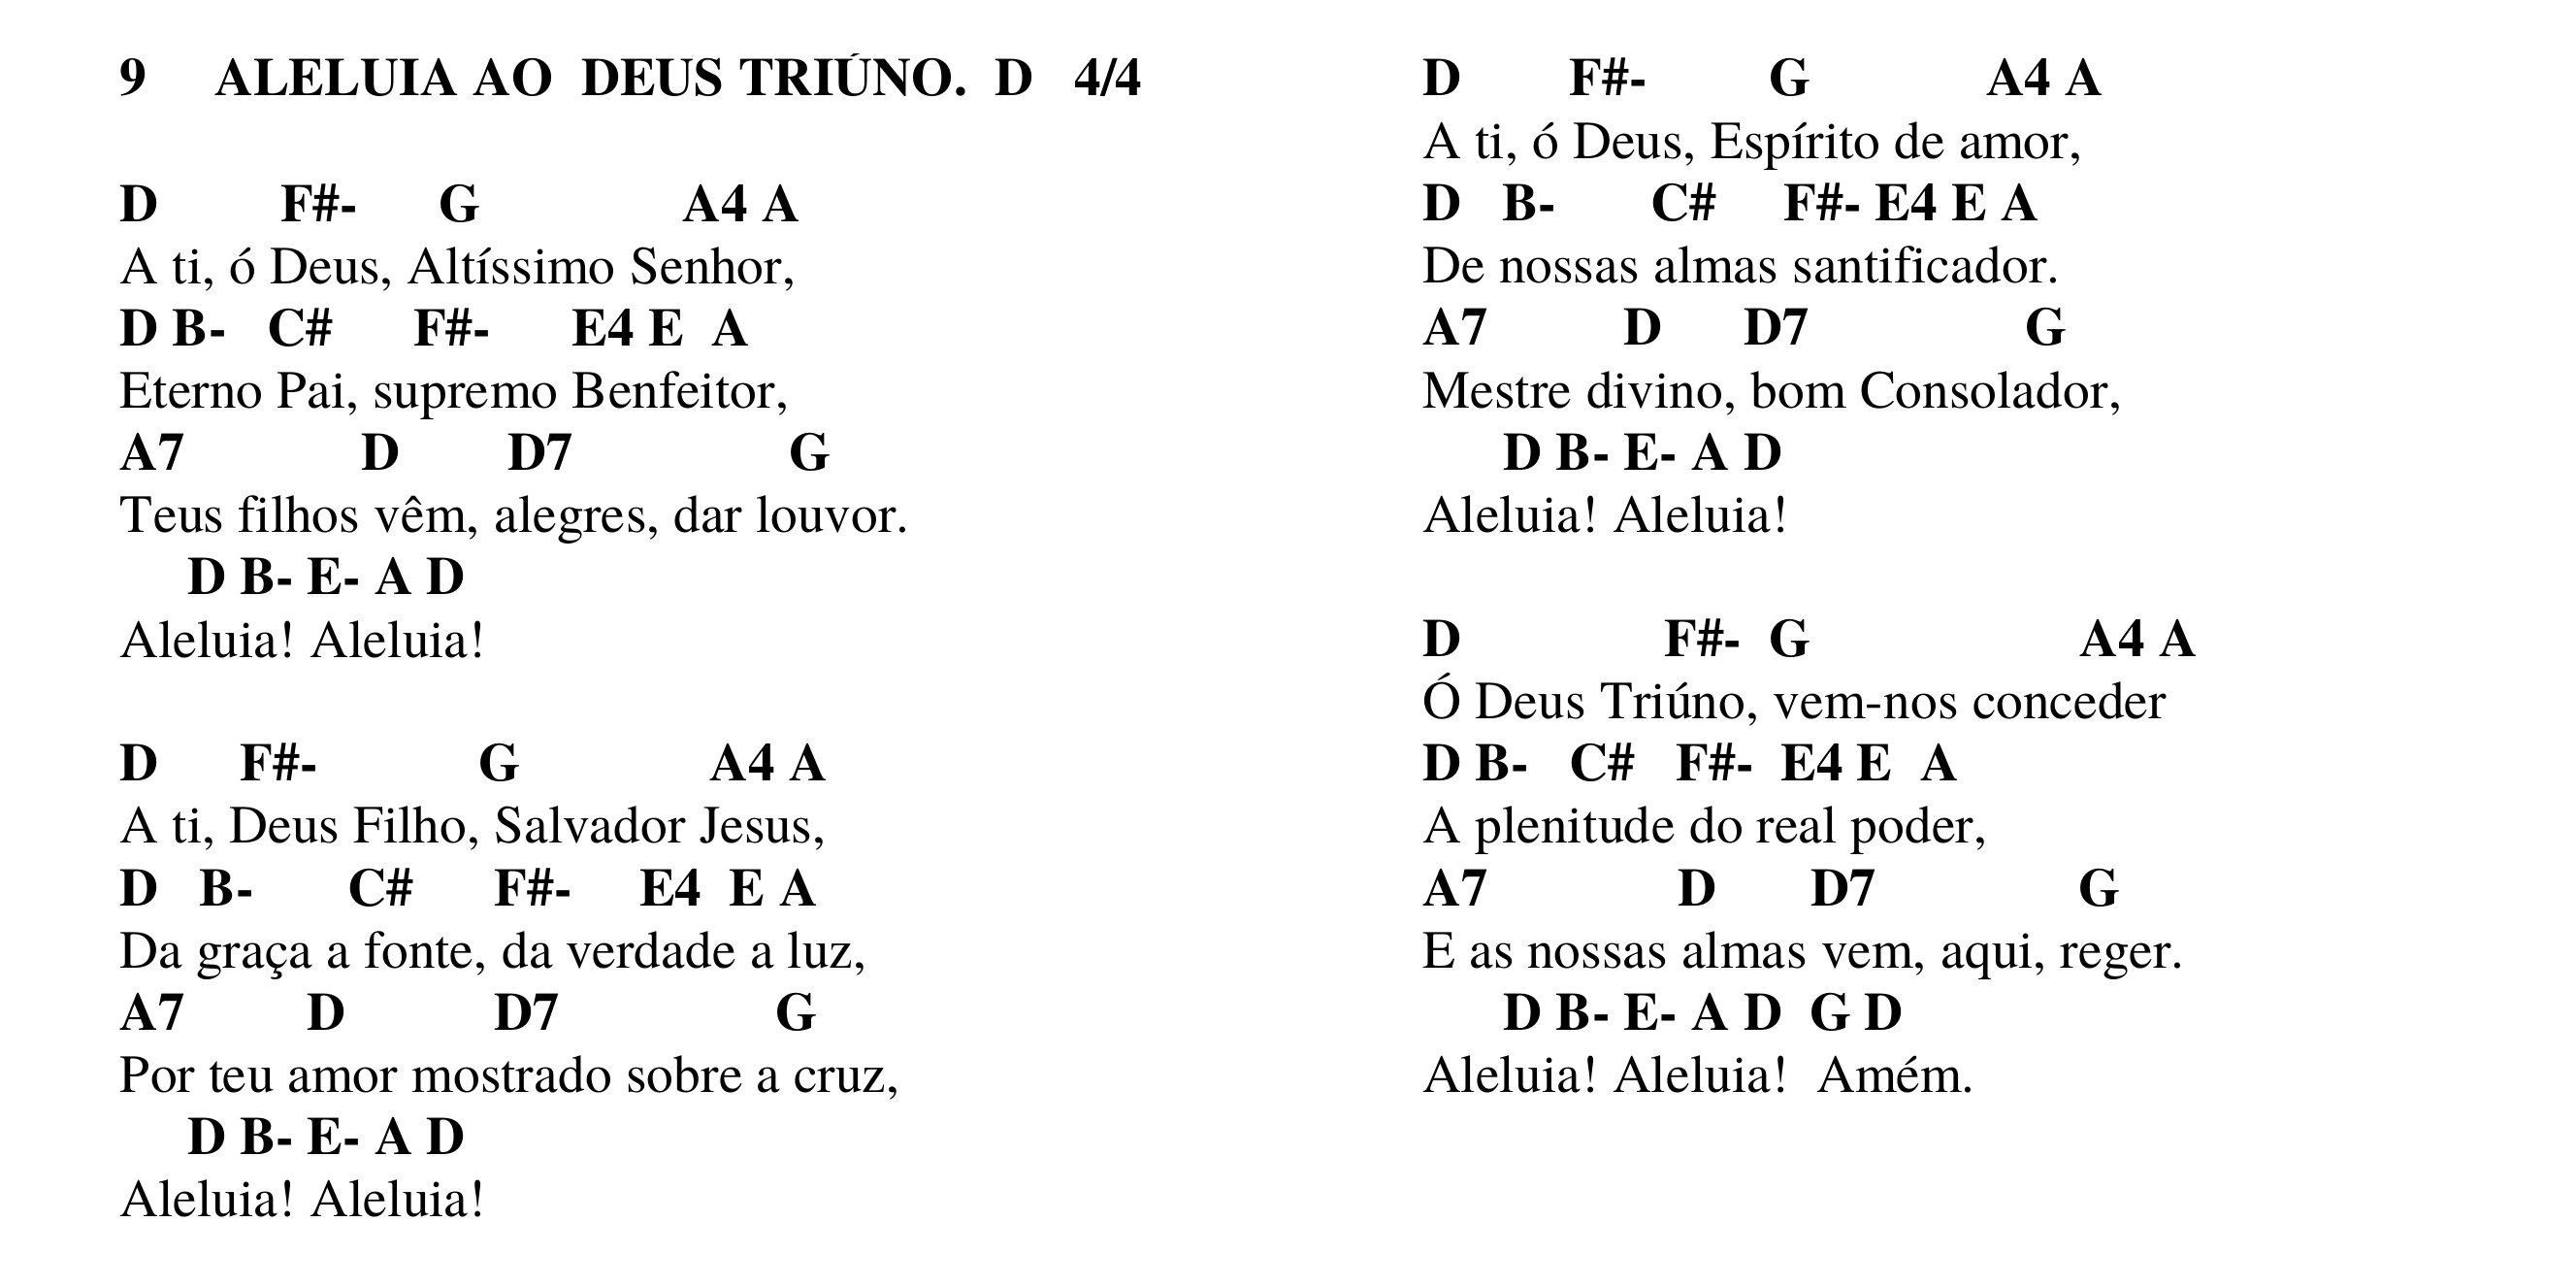 9     ALELUIA AO  DEUS TRIÚNO.  D   4/4
D         F#-      G               A4 A
A ti, ó Deus, Altíssimo Senhor,
D B-   C#      F#-      E4 E  A
Eterno Pai, supremo Benfeitor,
A7             D        D7                G
Teus filhos vêm, alegres, dar louvor.
     D B- E- A D
Aleluia! Aleluia!
D      F#-            G              A4 A
A ti, Deus Filho, Salvador Jesus,
D   B-       C#      F#-     E4  E A
Da graça a fonte, da verdade a luz,
A7         D           D7                G
Por teu amor mostrado sobre a cruz,
     D B- E- A D
Aleluia! Aleluia!
D        F#-         G             A4 A
A ti, ó Deus, Espírito de amor,
D   B-       C#     F#- E4 E A
De nossas almas santificador.
A7          D      D7                G
Mestre divino, bom Consolador,
      D B- E- A D
Aleluia! Aleluia!
D               F#-  G                    A4 A
Ó Deus Triúno, vem-nos conceder
D B-   C#   F#-  E4 E  A
A plenitude do real poder,
A7              D       D7               G
E as nossas almas vem, aqui, reger.
      D B- E- A D  G D
Aleluia! Aleluia!  Amém.